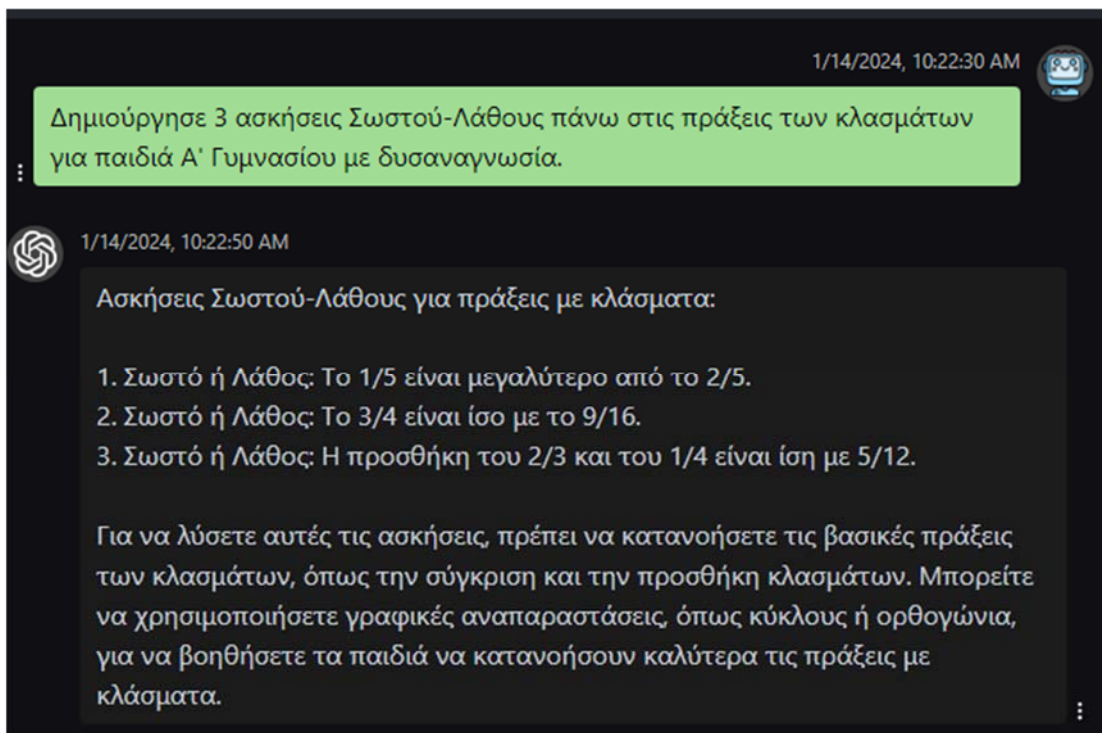 1/14/2024, 10:22:30 AM
Δημιούργησε 3 ασκήσεις Σωστού-Λάθους πάνω στις πράξεις των κλασμάτων
για παιδιά Α' Γυμνασίου με δυσαναγνωσία.
1/14/2024, 10:22:50 AM
Ασκήσεις Σωστού-Λάθους για πράξεις με κλάσματα:
1. Σωστό ή Λάθος: Το 1/5 είναι μεγαλύτερο από το 2/5.
2. Σωστό ή Λάθος: Το 3/4 είναι ίσο με το 9/16.
3. Σωστό ή Λάθος: Η προσθήκη του 2/3 και του 1/4 είναι ίση με 5/12.
Για να λύσετε αυτές τις ασκήσεις, πρέπει να κατανοήσετε τις βασικές πράξεις
των κλασμάτων, όπως την σύγκριση και την προσθήκη κλασμάτων. Μπορείτε
να χρησιμοποιήσετε γραφικές αναπαραστάσεις, όπως κύκλους ή ορθογώνια,
για να βοηθήσετε τα παιδιά να κατανοήσουν καλύτερα τις πράξεις με
κλάσματα.